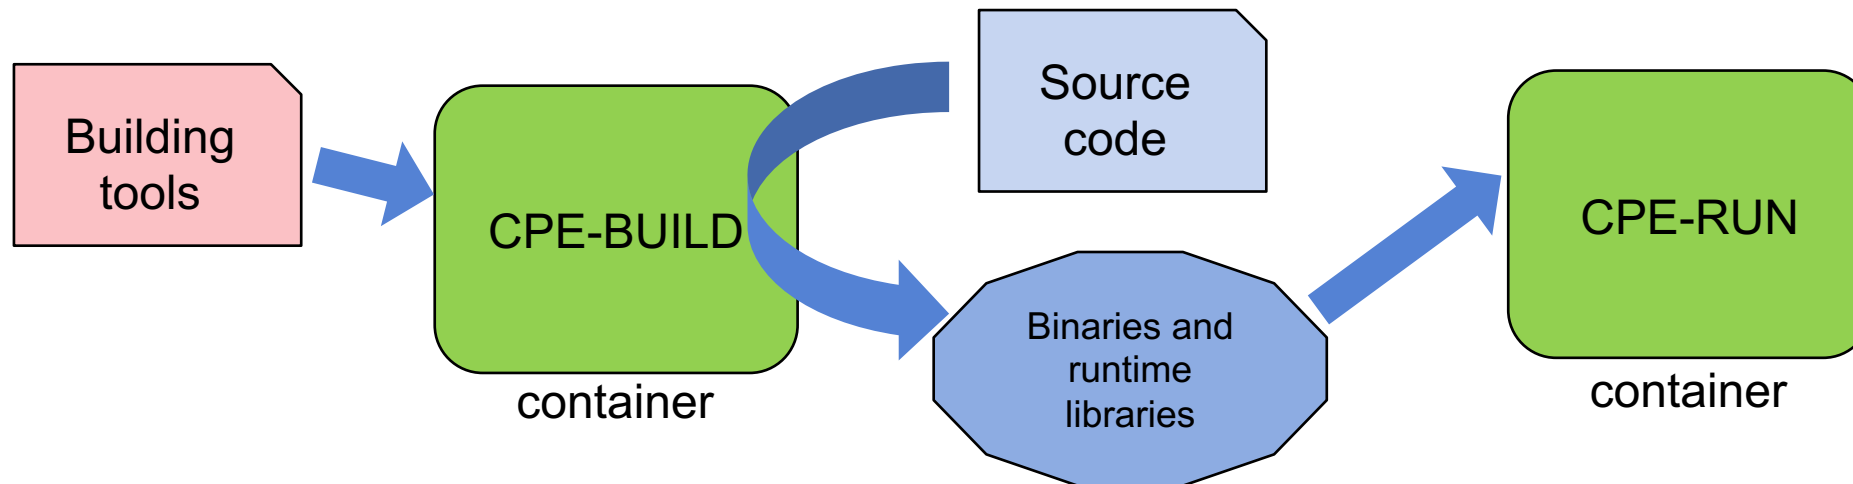 Building
tools
CPE-BUILD
container
Source
code
Binaries and
runtime
libraries
CPE-RUN
container